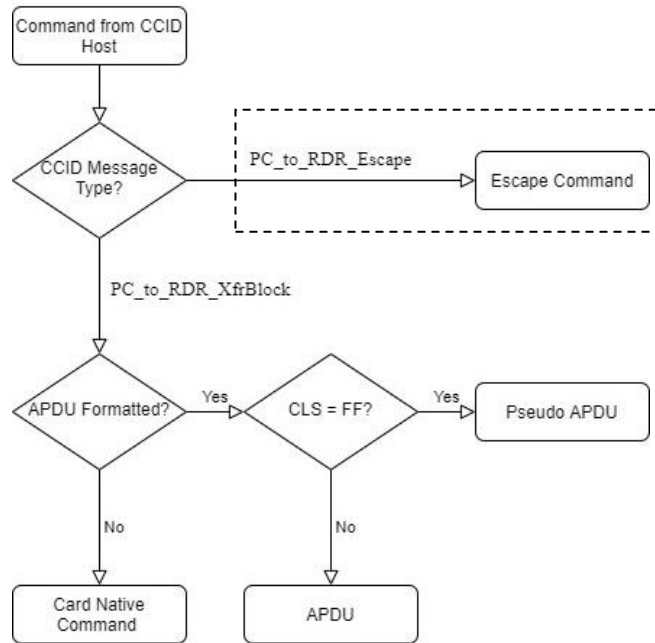 Command from CCID
Host
CCID Message
Type?
PC_to_RDR_Escape
Escape Command
PC_to_RDR_XfrBlock
APDU Formatted?
Yes
CLS = FF?
Yes
Pseudo APDU
No
No
Card Native
Command
APDU